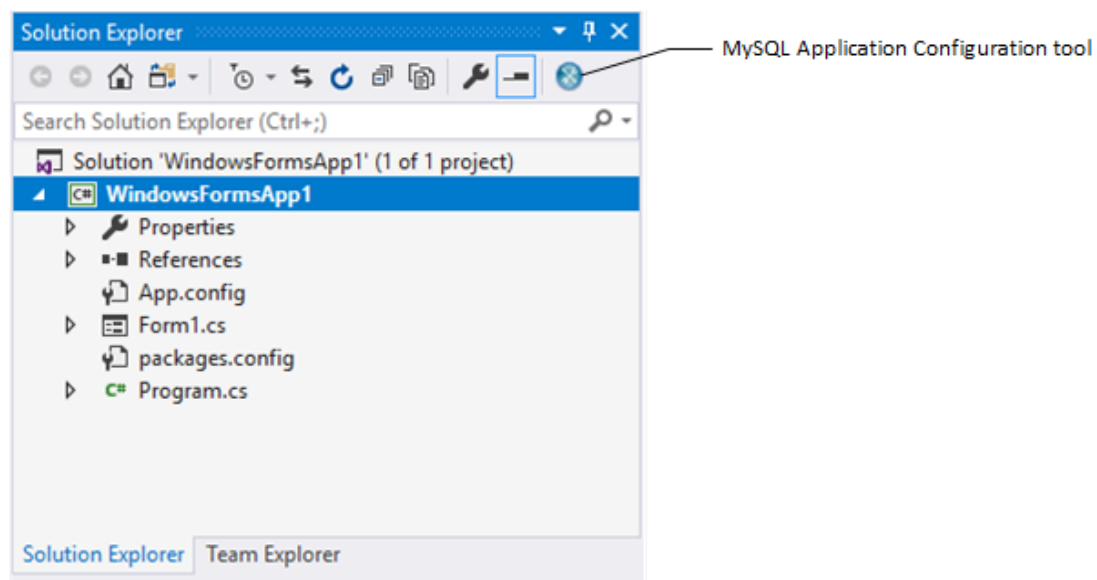 Solution Explorer
MySQL Application Configuration tool
Search Solution Explorer (Ctrl+;)
Solution 'WindowsFormsApp1' (1 of 1 project)
C# WindowsFormsApp1
Properties
References
App.config
Form1.cs
packages.config
C# Program.cs
Solution Explorer Team Explorer